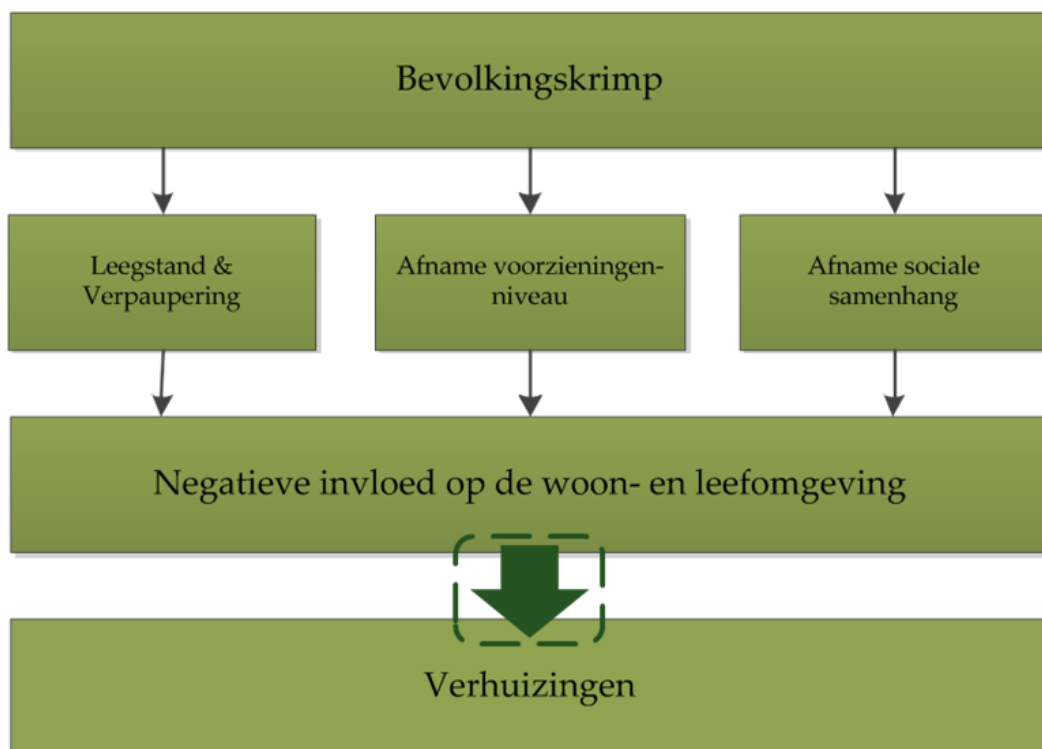 Bevolkingskrimp
Leegstand &
Verpaupering
Afname voorzieningen-
niveau
Afname sociale
samenhang
Negatieve invloed op de woon- en leefomgeving
Verhuizingen